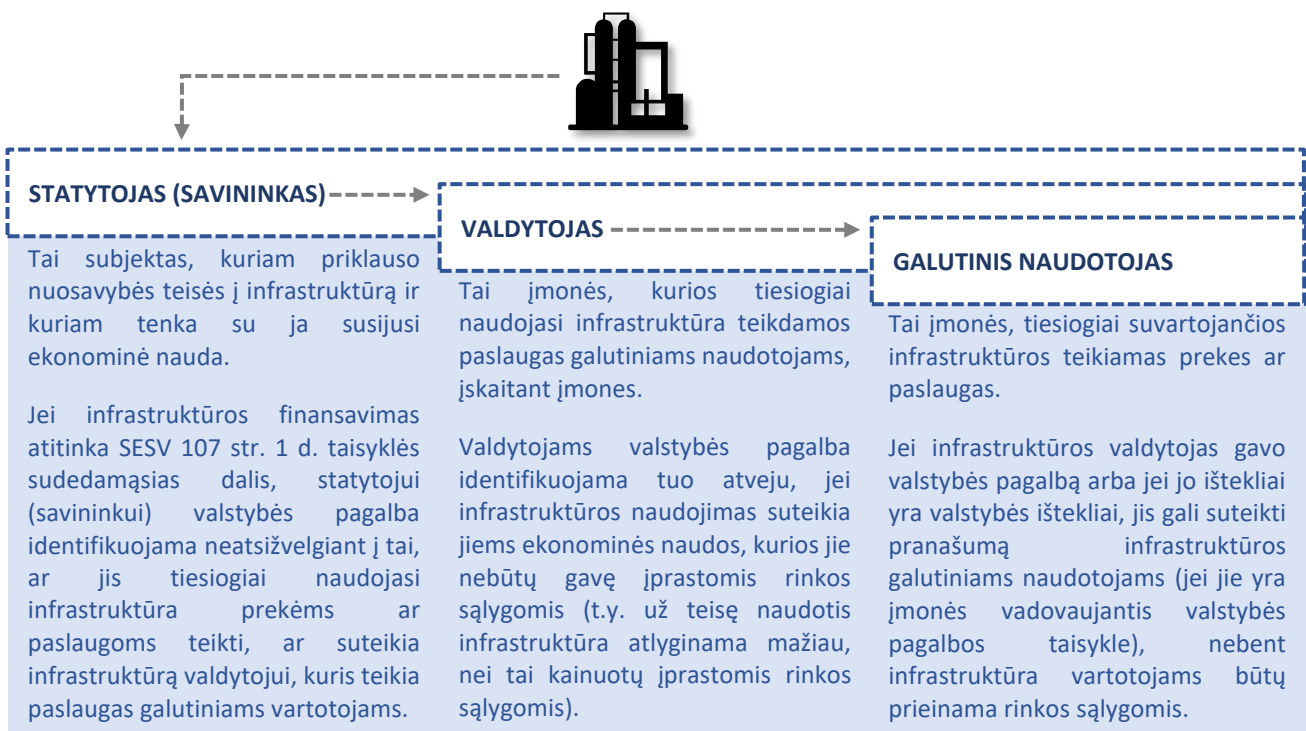 STATYTOJAS (SAVININKAS)
Tai subjektas, kuriam priklauso
nuosavybės teisės į infrastruktūrą ir
kuriam tenka su ja susijusi
ekonominė nauda.
Jei infrastruktūros finansavimas
atitinka SESV 107 str. 1 d. taisyklės
sudedamąsias dalis, statytojui
(savininkui) valstybės pagalba
identifikuojama neatsižvelgiant į tai,
ar jis tiesiogiai naudojasi
infrastruktūra prekėms ar
paslaugoms teikti, ar suteikia
infrastruktūrą valdytojui, kuris teikia
paslaugas galutiniams vartotojams.
VALDYTOJAS
Tai įmonės, kurios tiesiogiai
naudojasi infrastruktūra teikdamos
paslaugas galutiniams naudotojams,
įskaitant įmones.
Valdytojams valstybės pagalba
identifikuojama tuo atveju, jei
infrastruktūros naudojimas suteikia
jiems ekonominės naudos, kurios jie
nebūtų gavę įprastomis rinkos
sąlygomis (t.y. už teisę naudotis
infrastruktūra atlyginama mažiau,
nei tai kainuotų įprastomis rinkos
sąlygomis).
GALUTINIS NAUDOTOJAS
Tai įmonės, tiesiogiai suvartojančios
infrastruktūros teikiamas prekes ar
paslaugas.
Jei infrastruktūros valdytojas gavo
valstybės pagalbą arba jei jo ištekliai
yra valstybės ištekliai, jis gali suteikti
pranašumą infrastruktūros
galutiniams naudotojams (jei jie yra
įmonės vadovaujantis valstybės
pagalbos taisykle), nebent
infrastruktūra vartotojams būtų
prieinama rinkos sąlygomis.